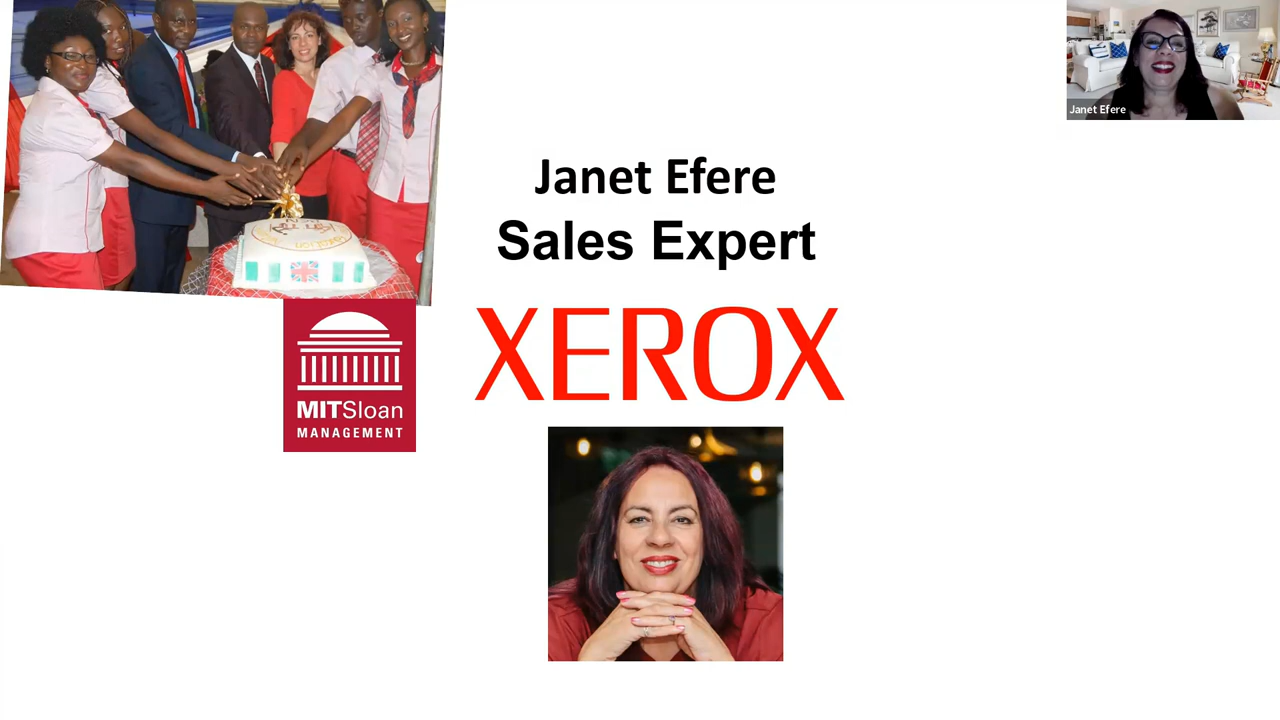 Janet Efere
Janet Efere
Sales Expert
XEROX
MITSloan
MANAGEMENT